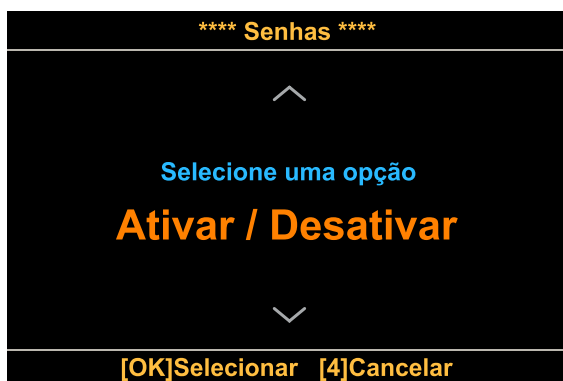 **** Senhas ****
Selecione uma opção
Ativar / Desativar
[OK]Selecionar [4]Cancelar